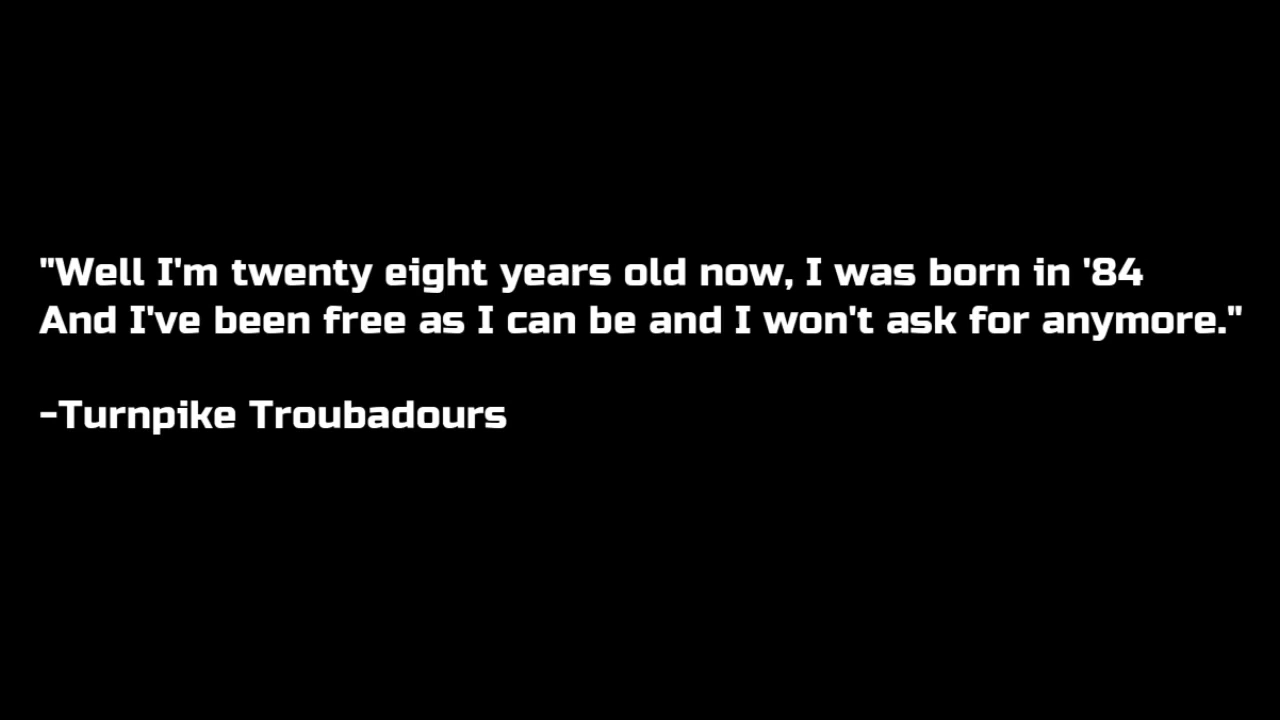 "Well I'm twenty eight years old now, I was born in '84
And I've been free as I can be and I won't ask for anymore."
-Turnpike Troubadours